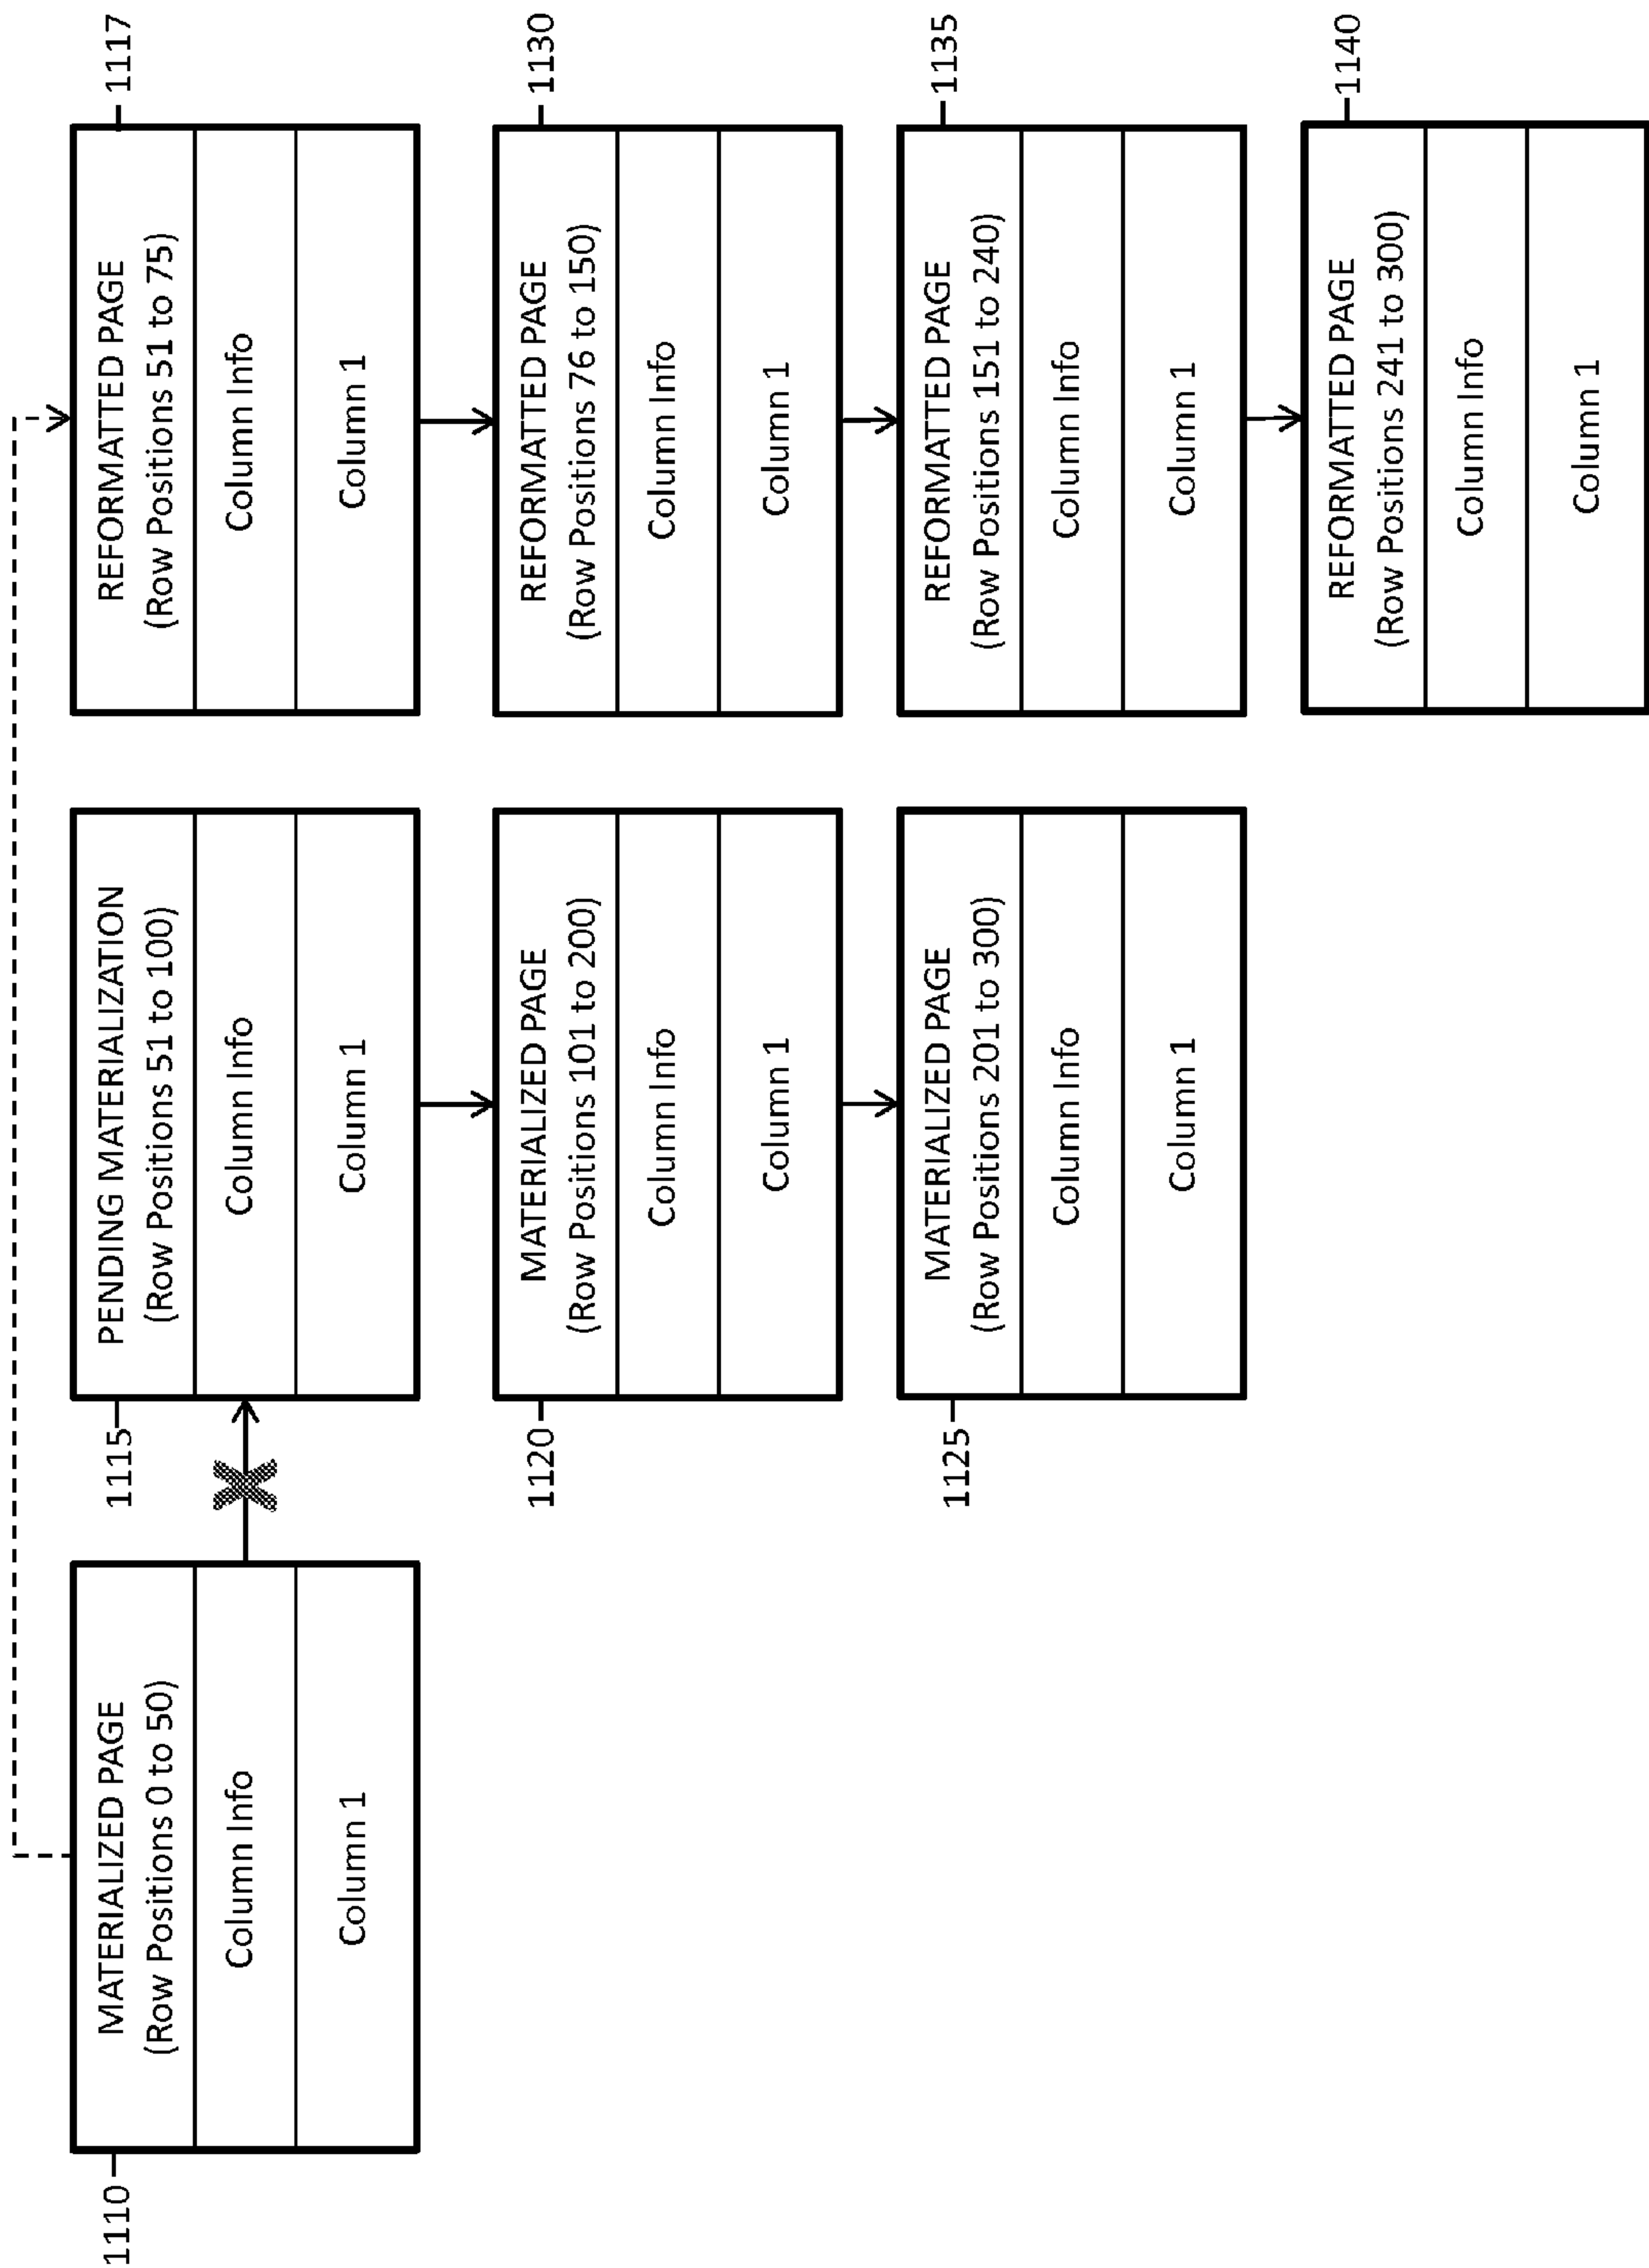 1110
MATERIALIZED PAGE
(Row Positions 0 to 50)
Column Info
Column 1
1115
PENDING MATERIALIZATION
(Row Positions 51 to 100)
Column Info
Column 1
1120
MATERIALIZED PAGE
(Row Positions 101 to 200)
Column Info
Column 1
1125
MATERIALIZED PAGE
(Row Positions 201 to 300)
Column Info
Column 1
1117
REFORMATTED PAGE
(Row Positions 51 to 75)
Column Info
Column 1
1130
REFORMATTED PAGE
(Row Positions 76 to 150)
Column Info
Column 1
1135
REFORMATTED PAGE
(Row Positions 151 to 240)
Column Info
Column 1
1140
REFORMATTED PAGE
(Row Positions 241 to 300)
Column Info
Column 1